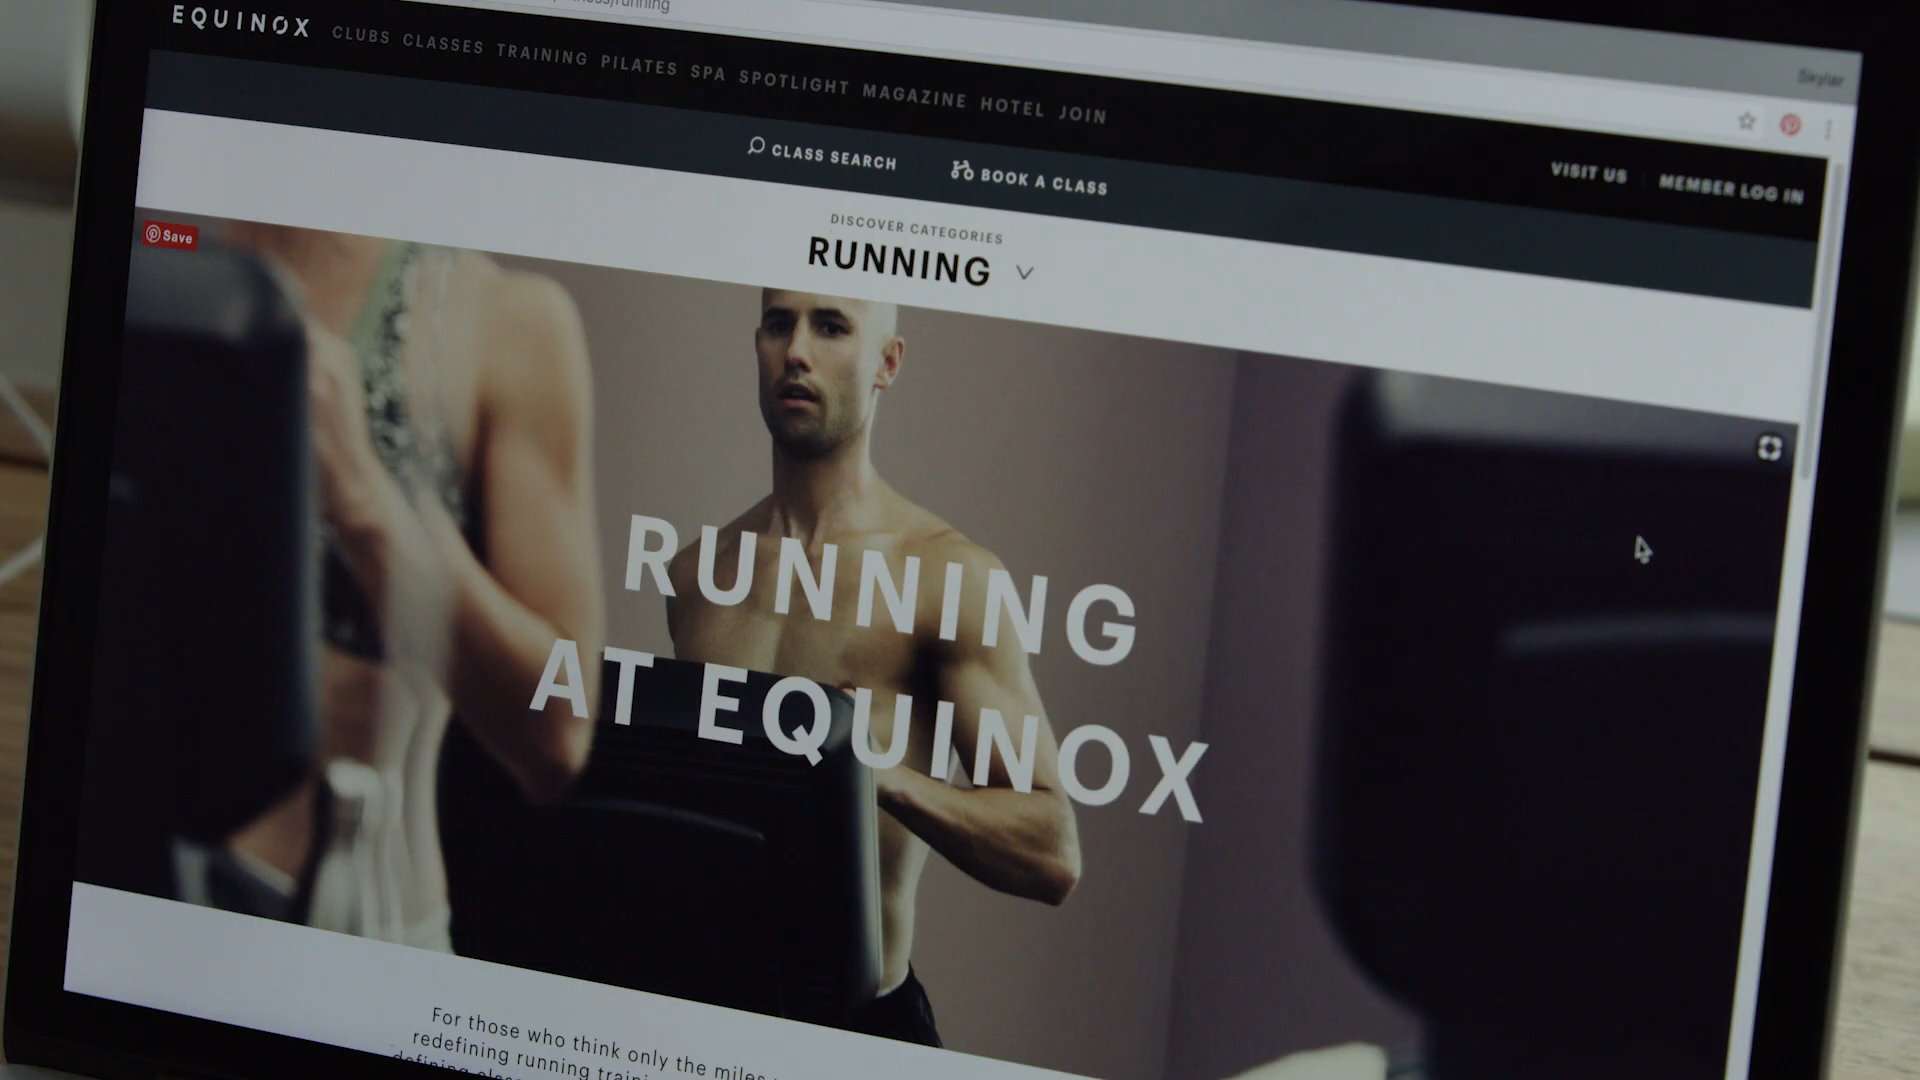 EQUINOX CLUBS CLASSES TRAINING PILATES SPA SPOTLIGHT MAGAZINE HOTEL JOIN
Skylar
VISIT US MEMBER LOG IN
CLASS SEARCH BOOK A CLASS
DISCOVER CATEGORIES
RUNNING
Save
RUNNING
AT EQUINOX
For those who think only the miles
redefining running